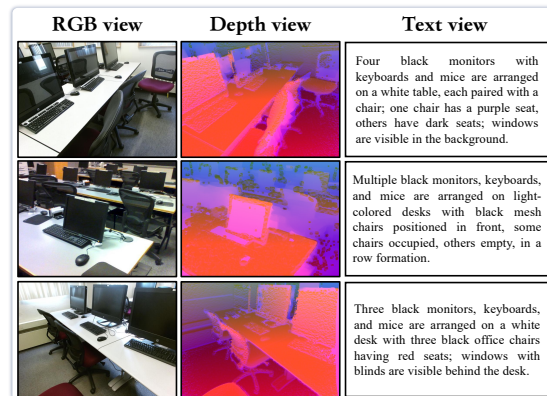 RGB view
Depth view
Text view
Four black monitors with
keyboards and mice are arranged
on a white table, each paired with a
chair; one chair has a purple seat,
others have dark seats; windows
are visible in the background.
Multiple black monitors, keyboards,
and mice are arranged on light-
colored desks with black mesh
chairs positioned in front, some
chairs occupied, others empty, in a
row formation.
Three black monitors, keyboards,
and mice are arranged on a white
desk with three black office chairs
having red seats; windows with
blinds are visible behind the desk.